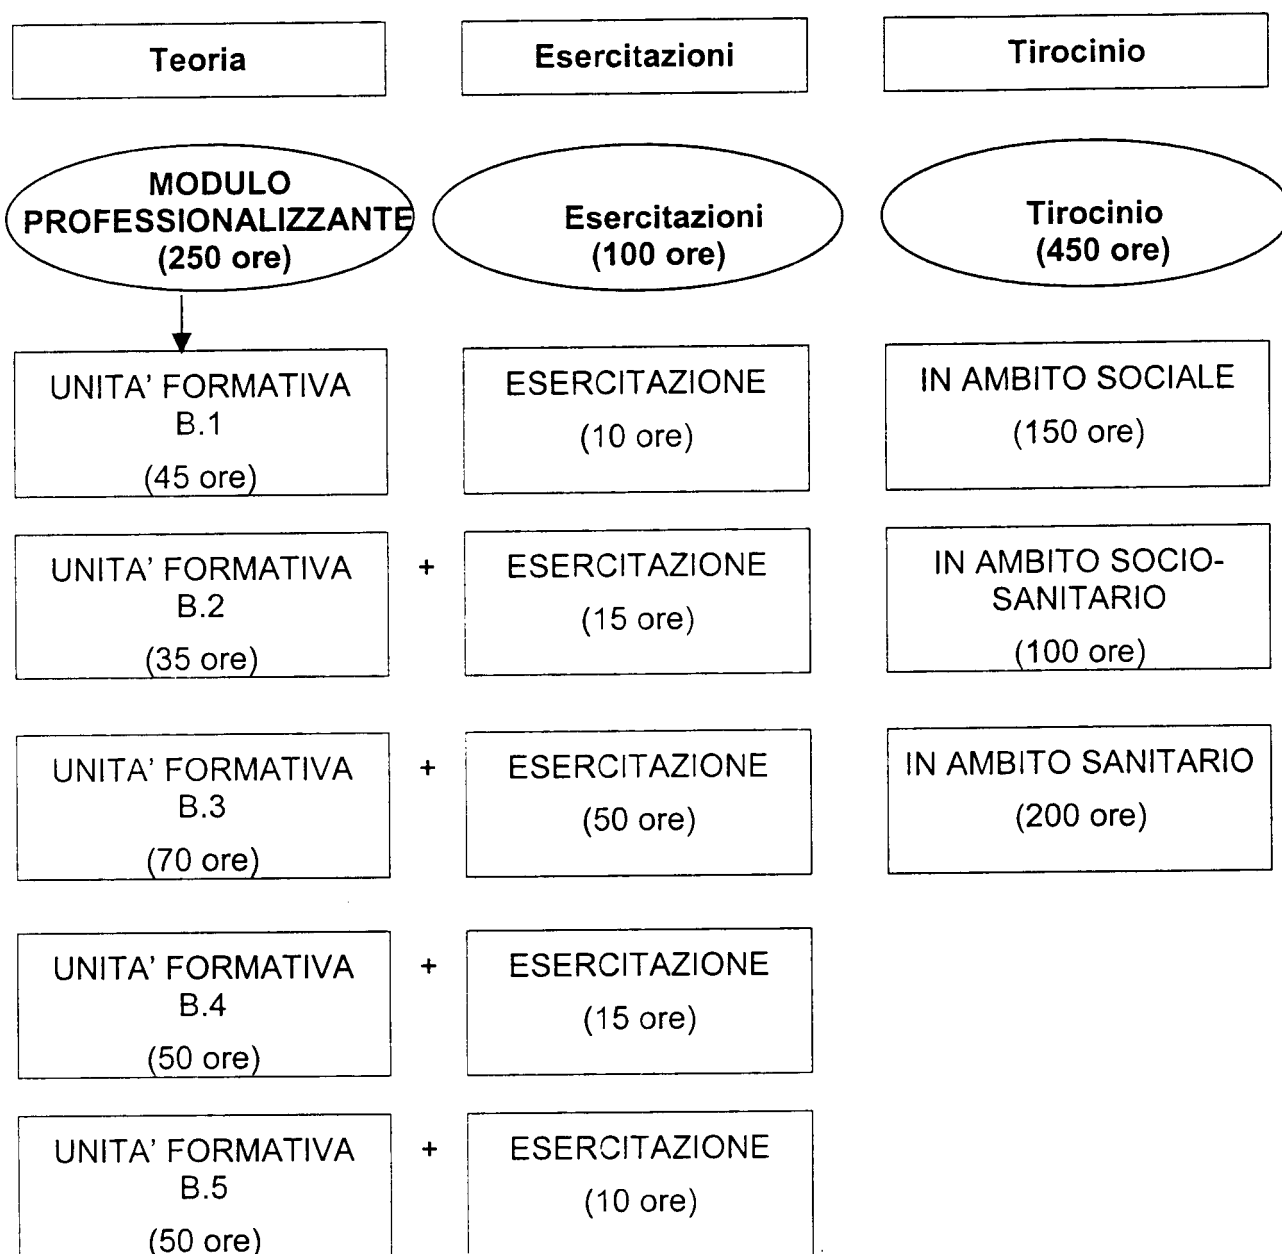 Teoria
Esercitazioni
Tirocinio
MODULO
PROFESSIONALIZZANTE
(250 ore)
Esercitazioni
(100 ore)
Tirocinio
(450 ore)
UNITA' FORMATIVA
B.1
(45 ore)
ESERCITAZIONE
(10 ore)
IN AMBITO SOCIALE
(150 ore)
UNITA' FORMATIVA
B.2
(35 ore)
+
ESERCITAZIONE
(15 ore)
IN AMBITO SOCIO-
SANITARIO
(100 ore)
UNITA' FORMATIVA
B.3
(70 ore)
+
ESERCITAZIONE
(50 ore)
IN AMBITO SANITARIO
(200 ore)
UNITA' FORMATIVA
B.4
(50 ore)
+
ESERCITAZIONE
(15 ore)
UNITA' FORMATIVA
B.5
(50 ore)
+
ESERCITAZIONE
(10 ore)